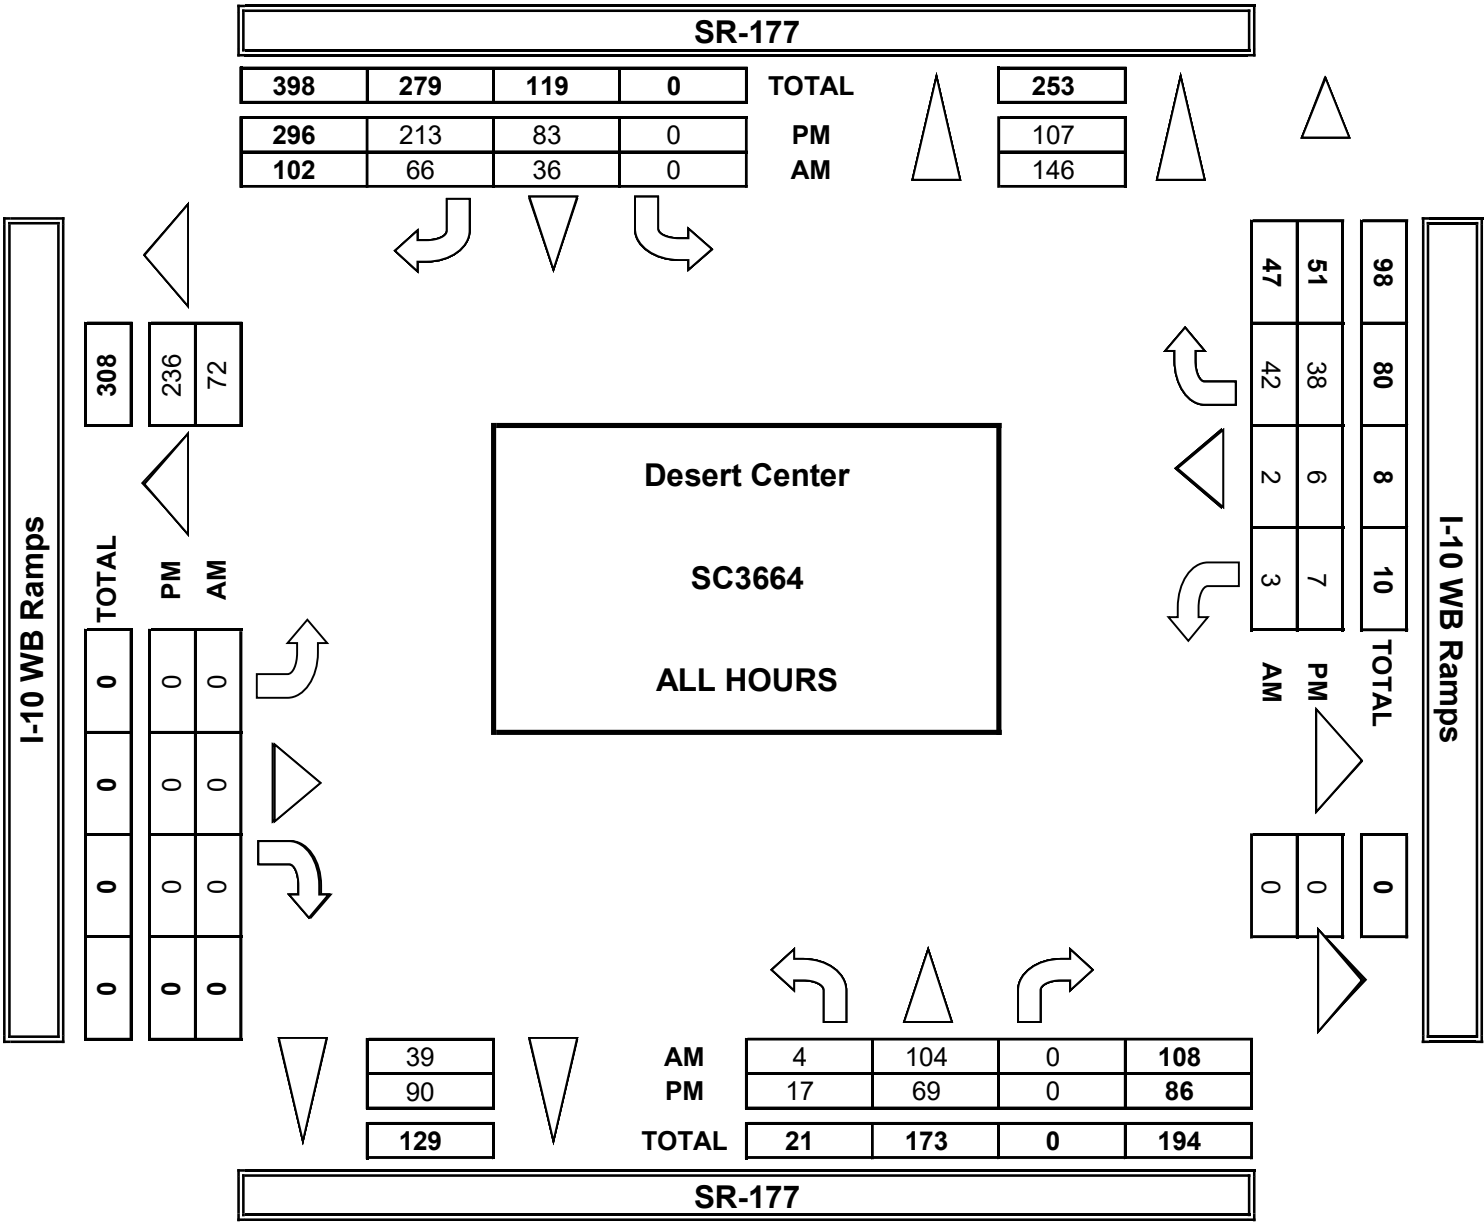 SR-177
398 279 119 0 TOTAL 253
296 213 83 0 PM 107
102 66 36 0 AM 146
I-10 WB Ramps
308 236 72
TOTAL PM AM
0 0 0
0 0 0
0 0 0
0 0 0
Desert Center
SC3664
ALL HOURS
47 51 98
42 38 80
2 6 8
3 7 10
AM PM TOTAL
0 0 0
I-10 WB Ramps
39 AM 4 104 0 108
90 PM 17 69 0 86
129 TOTAL 21 173 0 194
SR-177